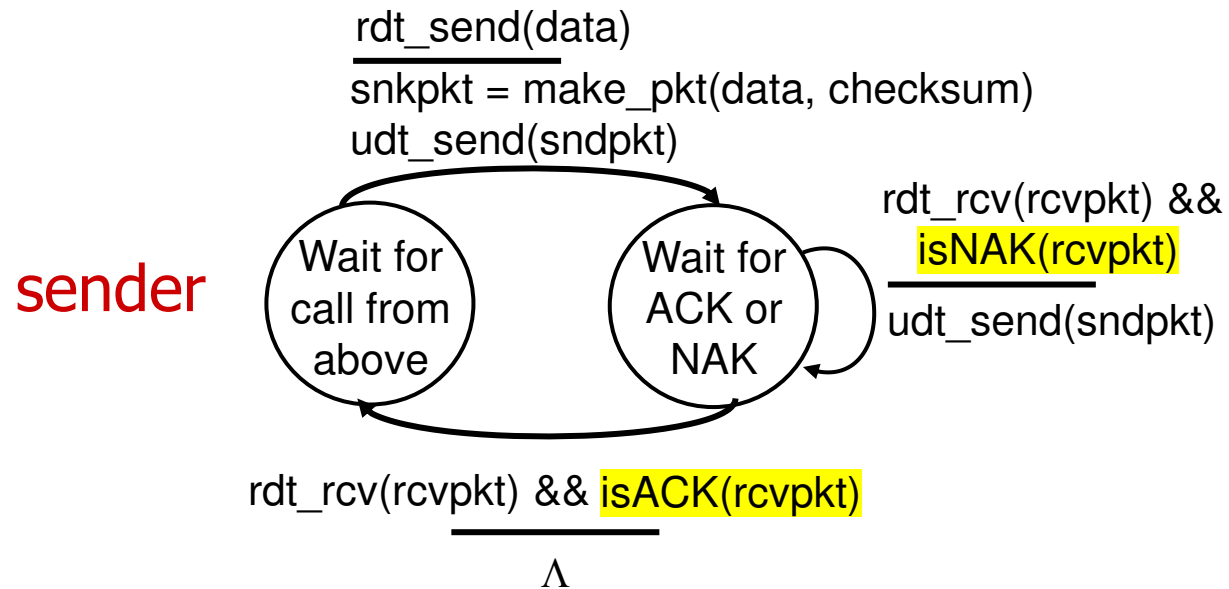 rdt_send(data)
snkpkt = make_pkt(data, checksum)
udt_send(sndpkt)
sender
Wait for
call from
above
Wait for
ACK or
NAK
rdt_rcv(rcvpkt) &&
isNAK(rcvpkt)
udt_send(sndpkt)
rdt_rcv(rcvpkt) && isACK(rcvpkt)
Λ